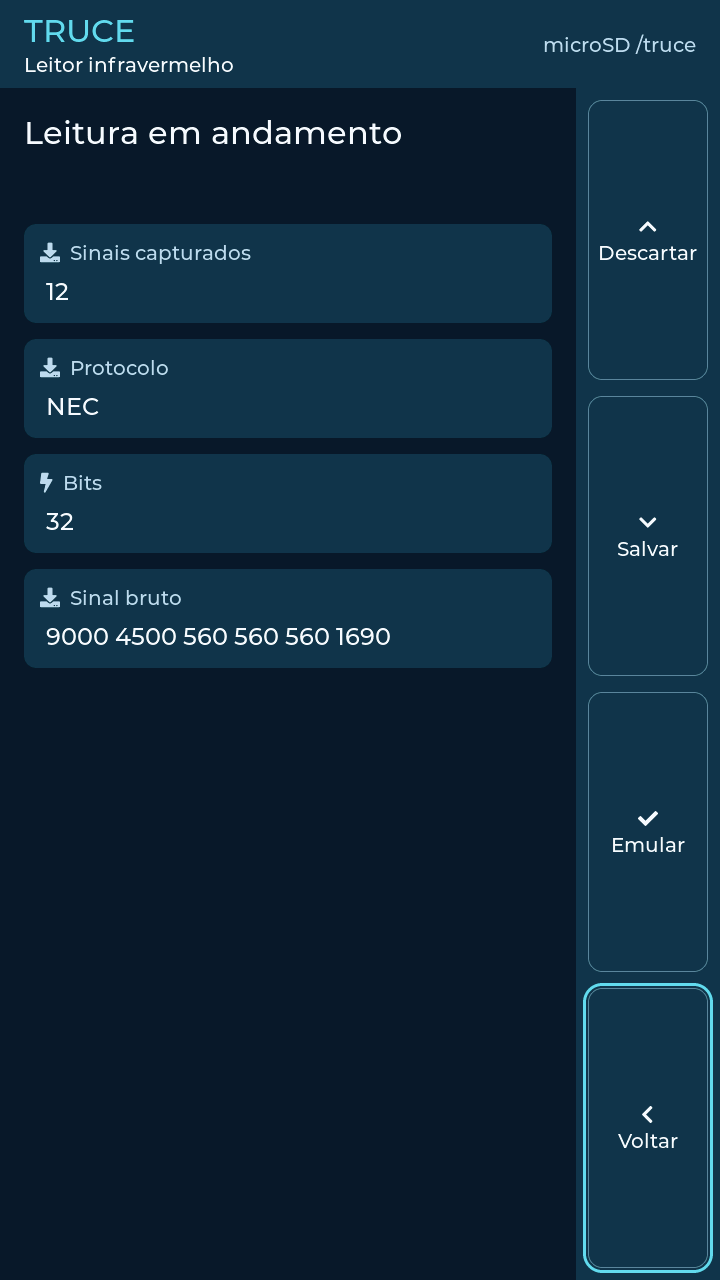 TRUCE
Leitor infravermelho
microSD /truce
Leitura em andamento
Sinais capturados
12
Protocolo
NEC
Bits
32
Sinal bruto
9000 4500 560 560 560 1690
Descartar
Salvar
Emular
Voltar